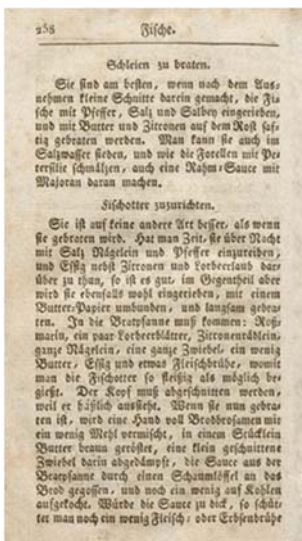 258 Fische.
Schleien zu braten.
Sie sind am besten, wenn nach dem Aus-
nehmen kleine Schnitte darein gemacht, die Fi-
sche mit Pfeffer, Salz und Salbey eingerieben,
und mit Butter und Zitronen auf dem Rost saf-
tig gebraten werden. Man kann sie auch im
Salzwasser sieden, und wie die Forellen mit Pe-
tersilie schmälzen, auch eine Rahm-Sauce mit
Majoran daran machen.
Fischotter zuzurichten.
Sie ist auf keine andere Art besser, als wenn
sie gebraten wird. Hat man Zeit, sie über Nacht
mit Salz Nägelein und Pfeffer einzureiben,
und Essig nebst Zitronen und Lorbeerlaub dar-
über zu thun, so ist es gut, im Gegentheil aber
wird sie ebenfalls wohl eingerieben, mit einem
Butter-Papier umbunden, und langsam gebra-
ten. In die Bratpfanne muß kommen: Roß-
marin, ein paar Lorbeerblätter, Zitronenrädlein,
ganze Nägelein, eine ganze Zwiebel, ein wenig
Butter, Essig und etwas Fleischbrühe, womit
man die Fischotter so fleißig als möglich be-
gießt. Der Kopf muß abgeschnitten werden,
weil er häßlich aussieht. Wenn sie nun gebra-
ten ist, wird eine Hand voll Brodbrosamen mit
ein wenig Mehl vermischt, in einem Stücklein
Butter braun geröstet, eine klein geschnittene
Zwiebel darin abgedämpft, die Sauce aus der
Bratpfanne durch einen Schaumlöffel an das
Brod gegossen, und noch ein wenig auf Kohlen
aufgekocht. Würde die Sauce zu dick, so schüt-
tet man noch ein wenig Fleisch- oder Erbsenbrühe